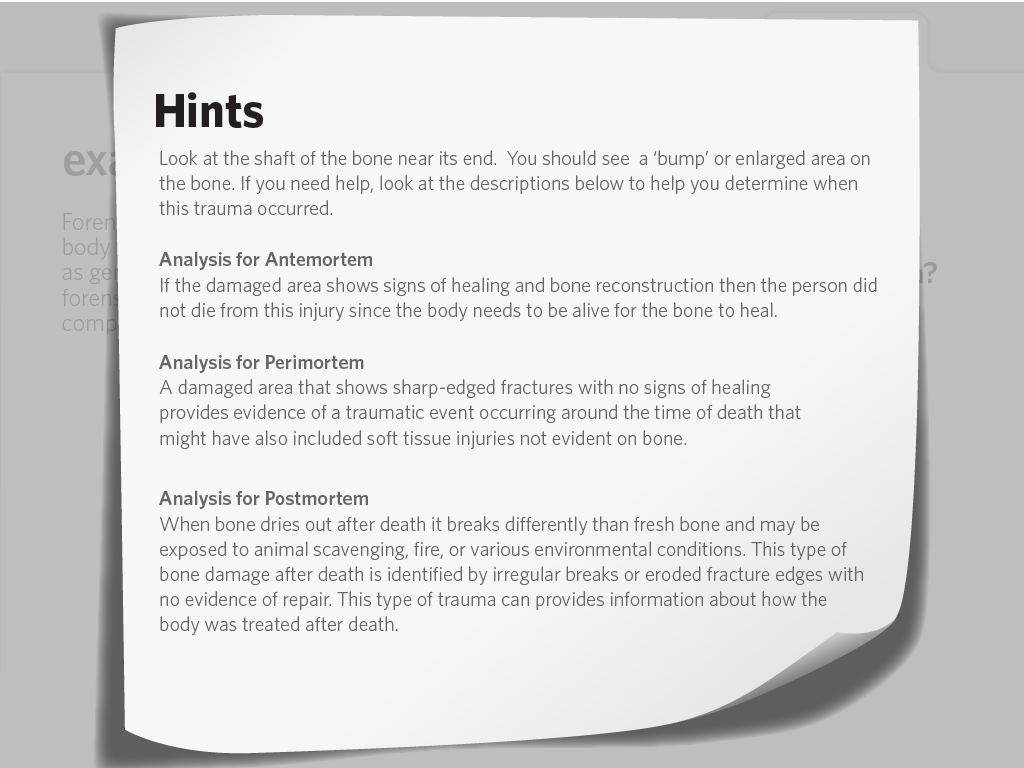 Hints
Look at the shaft of the bone near its end.  You should see  a ‘bump’ or enlarged area on
the bone. If you need help, look at the descriptions below to help you determine when
this trauma occurred.
Analysis for Antemortem
If the damaged area shows signs of healing and bone reconstruction then the person did
not die from this injury since the body needs to be alive for the bone to heal.
Analysis for Perimortem
A damaged area that shows sharp-edged fractures with no signs of healing
provides evidence of a traumatic event occurring around the time of death that
might have also included soft tissue injuries not evident on bone.
Analysis for Postmortem
When bone dries out after death it breaks differently than fresh bone and may be
exposed to animal scavenging, fire, or various environmental conditions. This type of
bone damage after death is identified by irregular breaks or eroded fracture edges with
no evidence of repair. This type of trauma can provides information about how the
body was treated after death.
body